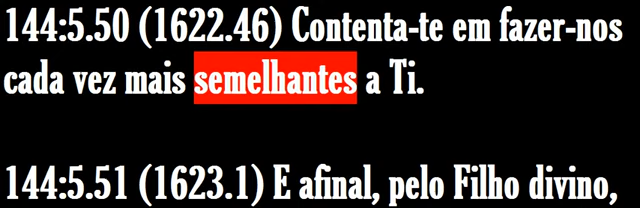 144:5.50 (1622.46) Contenta-te em fazer-nos
cada vez mais semelhantes a Ti.
144:5.51 (1623.1) E afinal, pelo Filho divino,